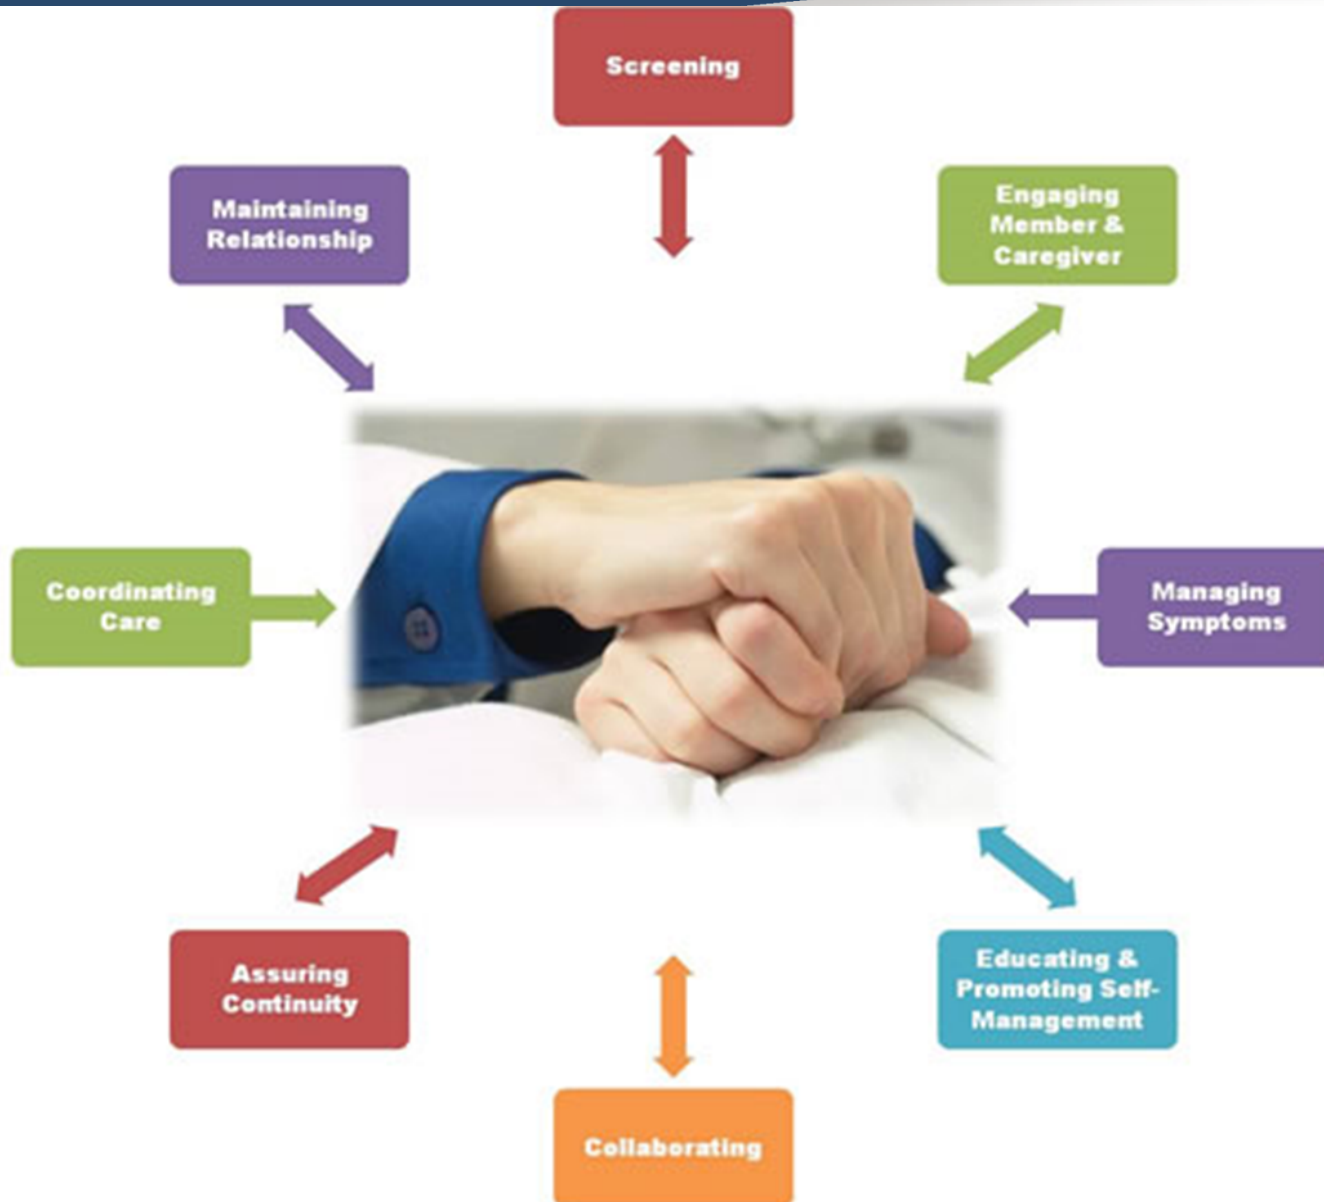 Screening
Engaging
Member &
Caregiver
Managing
Symptoms
Educating &
Promoting Self-
Management
Collaborating
Assuring
Continuity
Coordinating
Care
Maintaining
Relationship